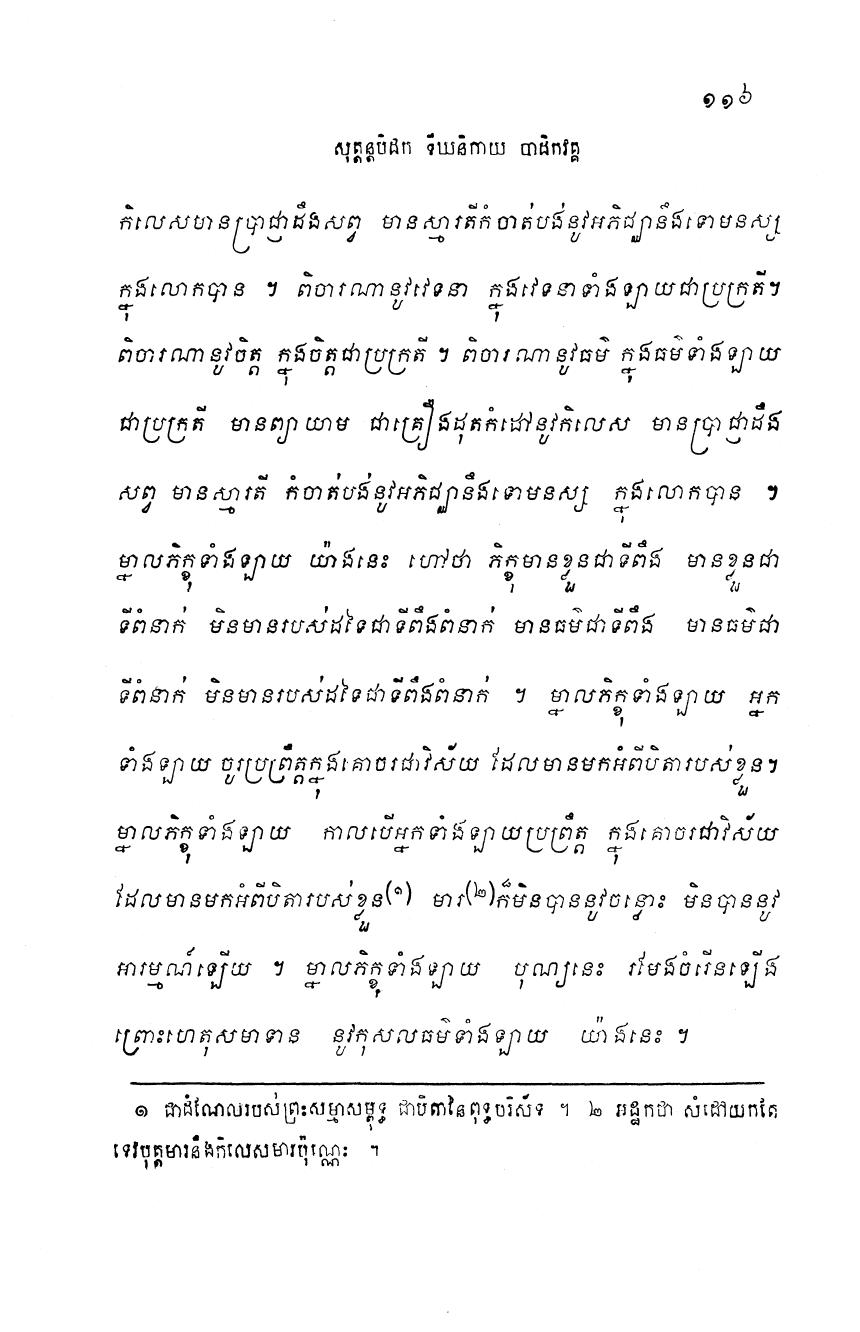 ១១៦
សុត្តន្តបិដក ទីឃនិកាយ បាដិកវគ្គ
កិលេសមានប្រាជ្ញាដឹងសព្វ មានស្មារតីកំចាត់បង់នូវអភិជ្ឈានឹងទោមនស្ស
ក្នុងលោកបាន ។ ពិចារណានូវវេទនា ក្នុងវេទនាទាំងឡាយជាប្រក្រតី។
ពិចារណានូវចិត្ត ក្នុងចិត្តជាប្រក្រតី ។ ពិចារណានូវធម៌ ក្នុងធម៌ទាំងឡាយ
ជាប្រក្រតី មានព្យាយាម ជាគ្រឿងដុតកំដៅនូវកិលេស មានប្រាជ្ញាដឹង
សព្វ មានស្មារតី កំចាត់បង់នូវអភិជ្ឈានឹងទោមនស្ស ក្នុងលោកបាន ។
ម្នាលភិក្ខុទាំងឡាយ យ៉ាងនេះ ហៅថា ភិក្ខុមានខ្លួនជាទីពឹង មានខ្លួនជា
ទីពំនាក់ មិនមានរបស់ដទៃជាទីពឹងពំនាក់ មានធម៌ជាទីពឹង មានធម៌ជា
ទីពំនាក់ មិនមានរបស់ដទៃជាទីពឹងពំនាក់ ។ ម្នាលភិក្ខុទាំងឡាយ អ្នក
ទាំងឡាយ ចូរប្រព្រឹត្តក្នុងគោចរជាវិស័យ ដែលមានមកអំពីបិតារបស់ខ្លួន។
ម្នាលភិក្ខុទាំងឡាយ កាលបើអ្នកទាំងឡាយប្រព្រឹត្ត ក្នុងគោចរជាវិស័យ
ដែលមានមកអំពីបិតារបស់ខ្លួន(១) មារ(២)ក៏មិនបាននូវចន្លោះ មិនបាននូវ
អារម្មណ៍ឡើយ ។ ម្នាលភិក្ខុទាំងឡាយ បុណ្យនេះ រមែងចំរើនឡើង
ព្រោះហេតុសមាទាន នូវកុសលធម៌ទាំងឡាយ យ៉ាងនេះ ។
១ ជាដំណែលរបស់ព្រះសម្មាសម្ពុទ្ធ ជាបិតានៃពុទ្ធបរិស័ទ ។ ២ អដ្ឋកថា សំដៅយកតែ
ទេវបុត្តមារនឹងកិលេសមារប៉ុណ្ណេះ ។